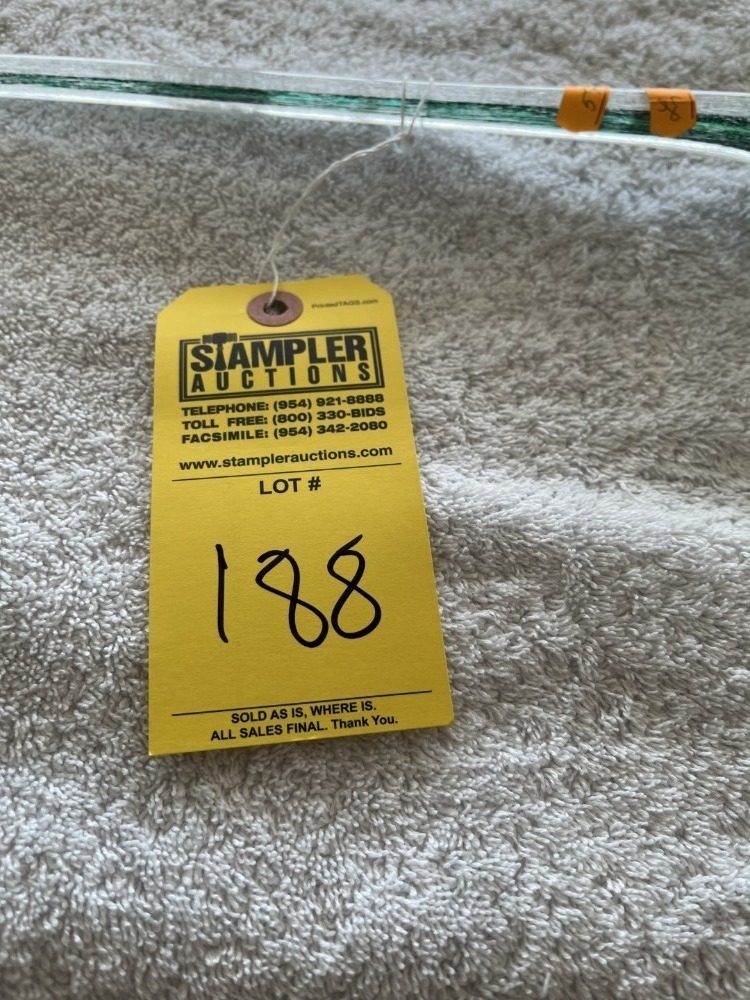 PrintedTAGS.com
STAMPLER
AUCTIONS
TELEPHONE: (954) 921-8888
TOLL FREE: (800) 330-BIDS
FACSIMILE: (954) 342-2080
www.stamplerauctions.com
LOT #
188
SOLD AS IS, WHERE IS.
ALL SALES FINAL. Thank You.